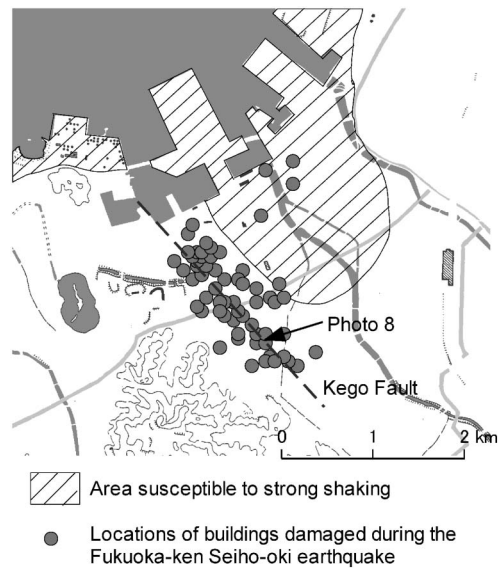 Photo 8
Kego Fault
0 1 2 km
Area susceptible to strong shaking
Locations of buildings damaged during the
Fukuoka-ken Seiho-oki earthquake